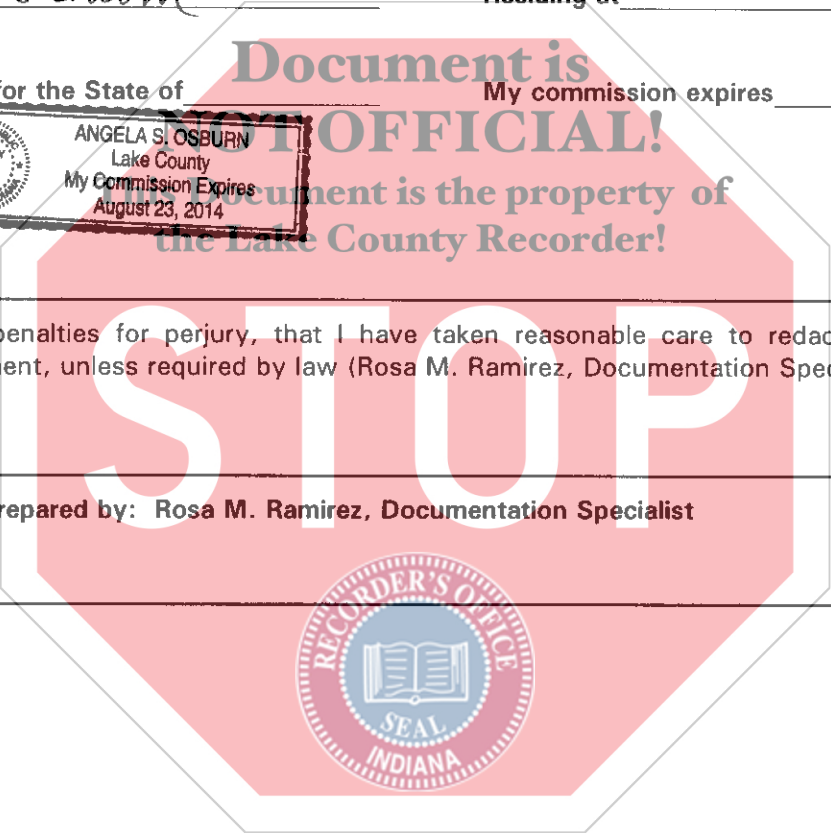 Residing at
Document is
for the State of
My commission expires
NOT OFFICIAL!
ANGELA S. OSBURN
Lake County
My Commission Expires
August 23, 2014
This Document is the property of
the Lake County Recorder!
penalties for perjury, that I have taken reasonable care to redac
ent, unless required by law (Rosa M. Ramirez, Documentation Spec
STOP
repared by: Rosa M. Ramirez, Documentation Specialist
RECORDER'S OFFICE
SEAL
INDIANA